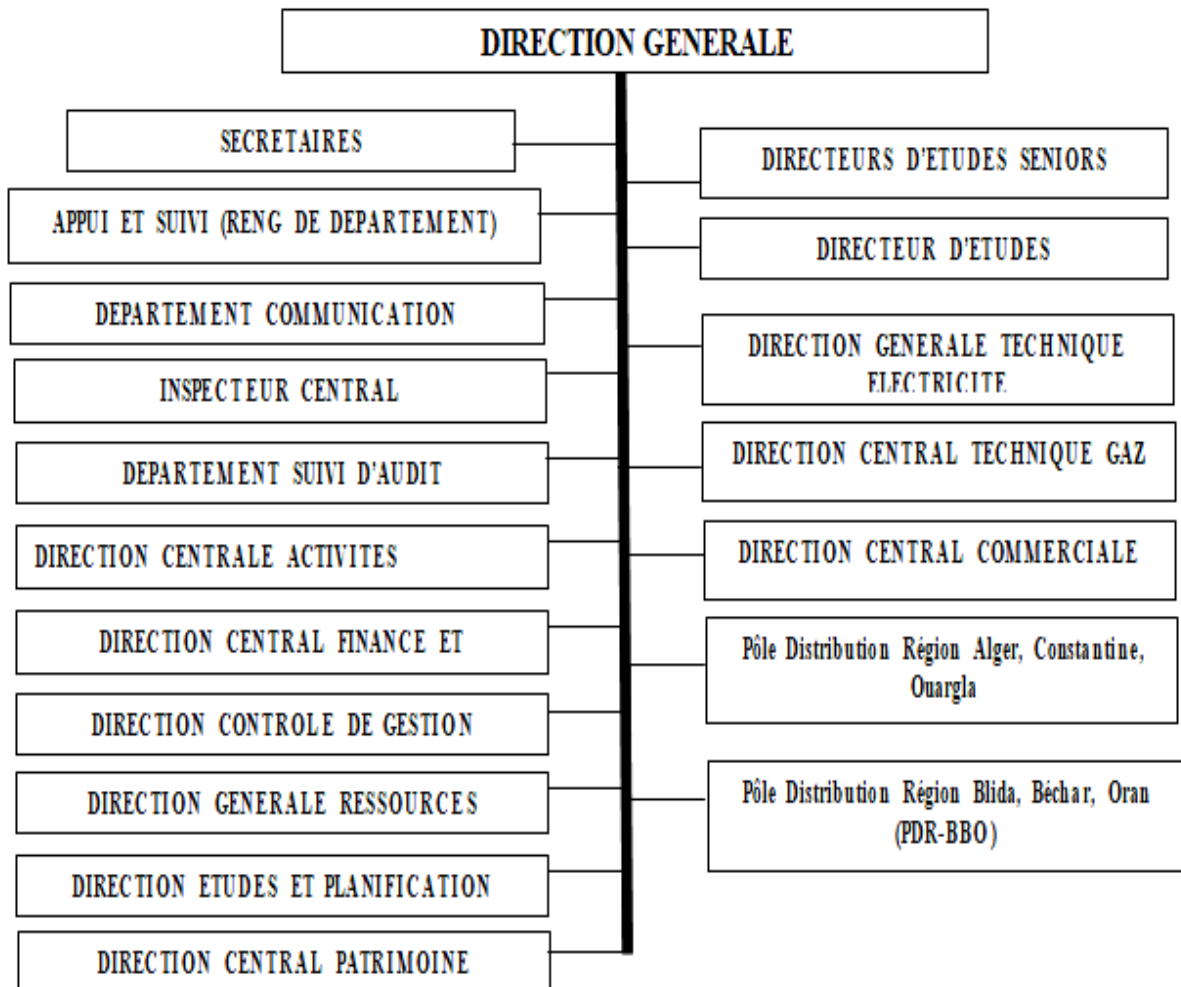 DIRECTION GENERALE
SECRETAIRES
APPUI ET SUIVI (RENG DE DEPARTEMENT)
DEPARTEMENT COMMUNICATION
INSPECTEUR CENTRAL
DEPARTEMENT SUIVI D'AUDIT
DIRECTION CENTRALE ACTIVITES
DIRECTION CENTRAL FINANCE ET
DIRECTION CONTROLE DE GESTION
DIRECTION GENERALE RESSOURCES
DIRECTION ETUDES ET PLANIFICATION
DIRECTION CENTRAL PATRIMOINE
DIRECTEURS D'ETUDES SENIORS
DIRECTEUR D'ETUDES
DIRECTION GENERALE TECHNIQUE
ELECTRICITE
DIRECTION CENTRAL TECHNIQUE GAZ
DIRECTION CENTRAL COMMERCIALE
Pôle Distribution Région Alger, Constantine,
Ouargla
Pôle Distribution Région Blida, Béchar, Oran
(PDR-BBO)